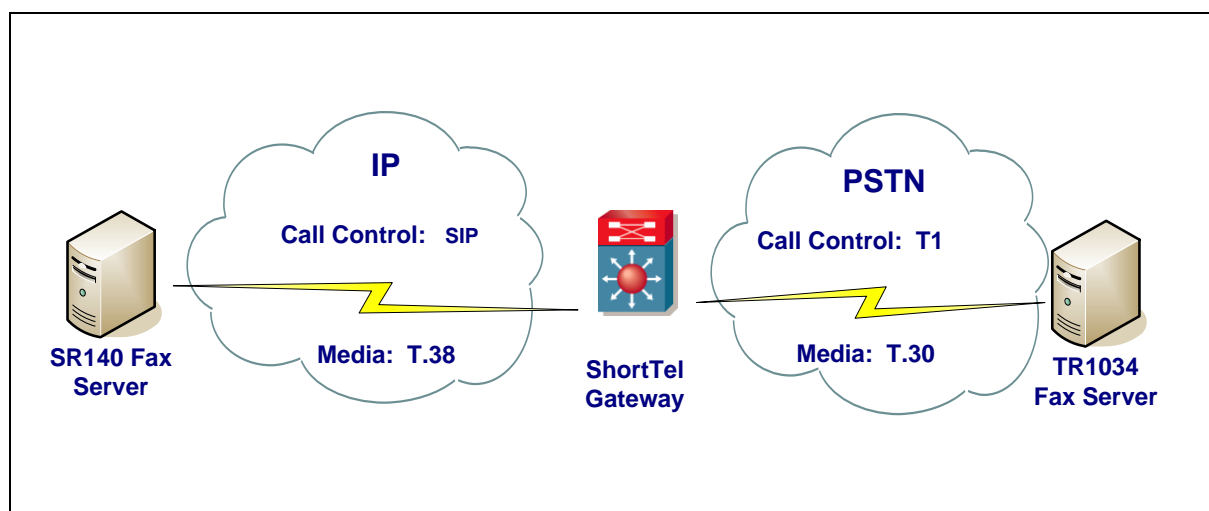 IP
Call Control: SIP
Media: T.38
SR140 Fax
Server
ShortTel
Gateway
PSTN
Call Control: T1
Media: T.30
TR1034
Fax Server